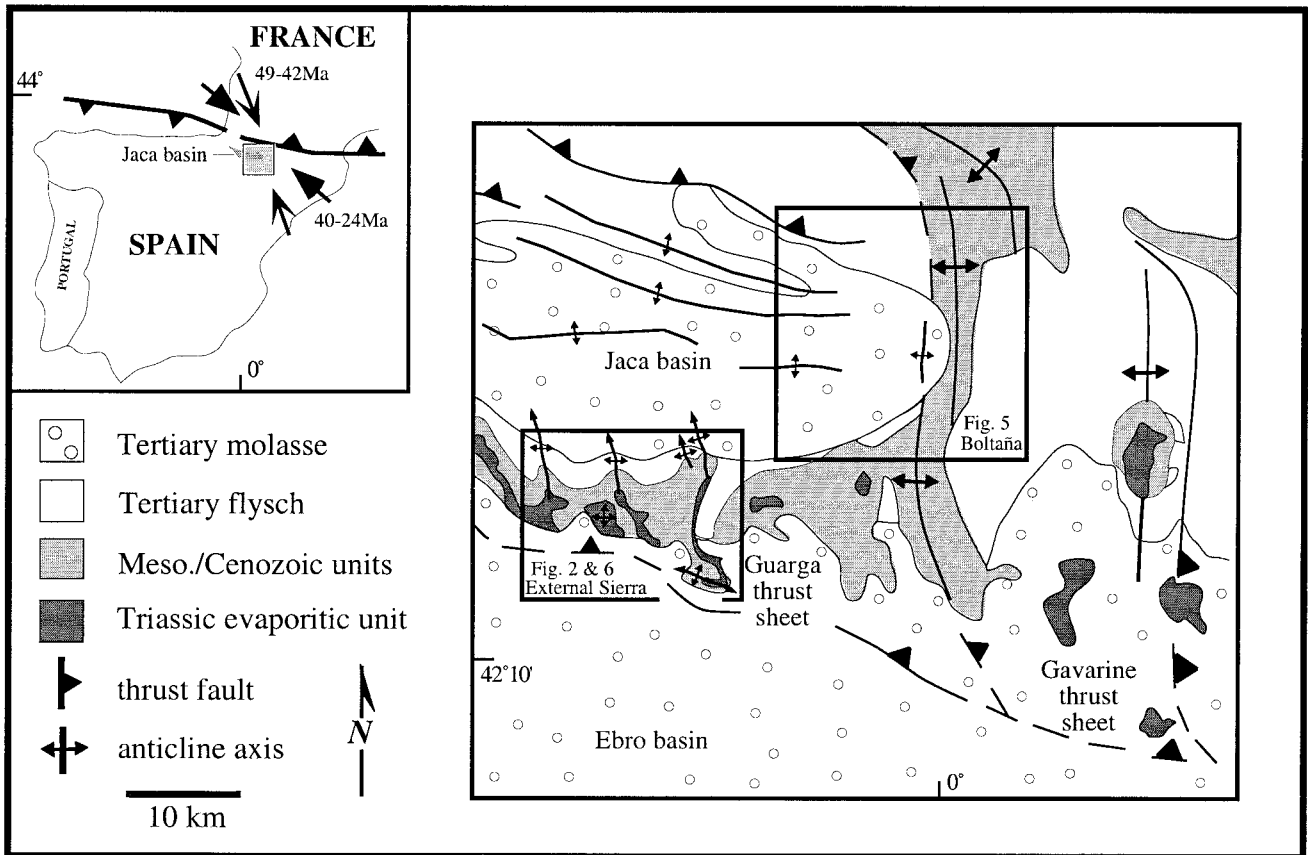 FRANCE
49-42Ma
44°
Jaca basin
40-24Ma
SPAIN
PORTUGAL
0°
Tertiary molasse
Tertiary flysch
Meso./Cenozoic units
Triassic evaporitic unit
thrust fault
anticline axis
N
10 km
Jaca basin
Fig. 5
Boltaña
Fig. 2 & 6
External Sierra
Guarga
thrust
sheet
42°10'
Gavarine
thrust
sheet
Ebro basin
0°